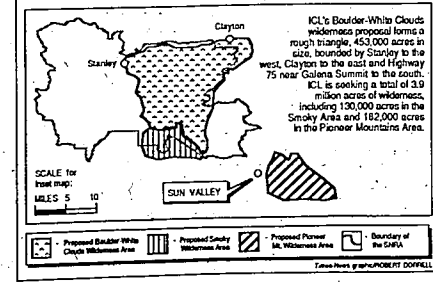 Clayton
Stanley
ICL's Boulder-White Clouds
wilderness proposal forms a
rough triangle, 453,000 acres in
size, bounded by Stanley to the
west, Clayton to the east and Highway
75 near Galena Summit to the south.
ICL is seeking a total of 3.9
million acres of wilderness,
including 130,000 acres in the
Smoky Area and 182,000 acres
in the Pioneer Mountains Area.
SCALE for
inset map:
MILES 5 10
SUN VALLEY
- Proposed Boulder-White
Clouds Wilderness Area
- Proposed Smoky
Wilderness Area
- Proposed Pioneer
Mt. Wilderness Area
- Boundary of
the SNRA
Times-News graphic/ROBERT DORRELL